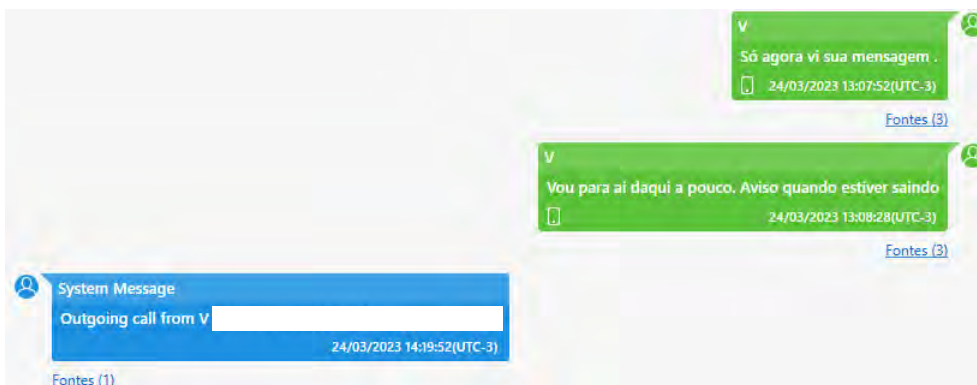 V
Só agora vi sua mensagem .
24/03/2023 13:07:52(UTC-3)
Fontes (3)
V
Vou para ai daqui a pouco. Aviso quando estiver saindo
24/03/2023 13:08:28(UTC-3)
Fontes (3)
System Message
Outgoing call from V
24/03/2023 14:19:52(UTC-3)
Fontes (1)